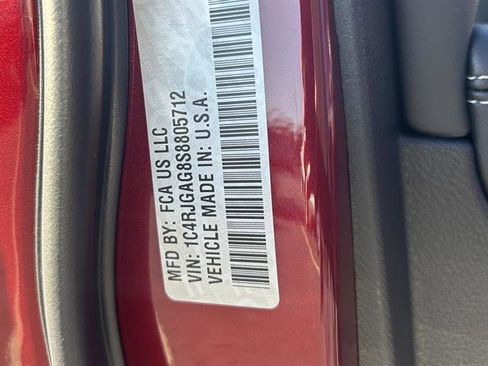 MFD BY: FCA US LLC
VIN: 1C4RJGAG8S8805712
VEHICLE MADE IN: U.S.A.